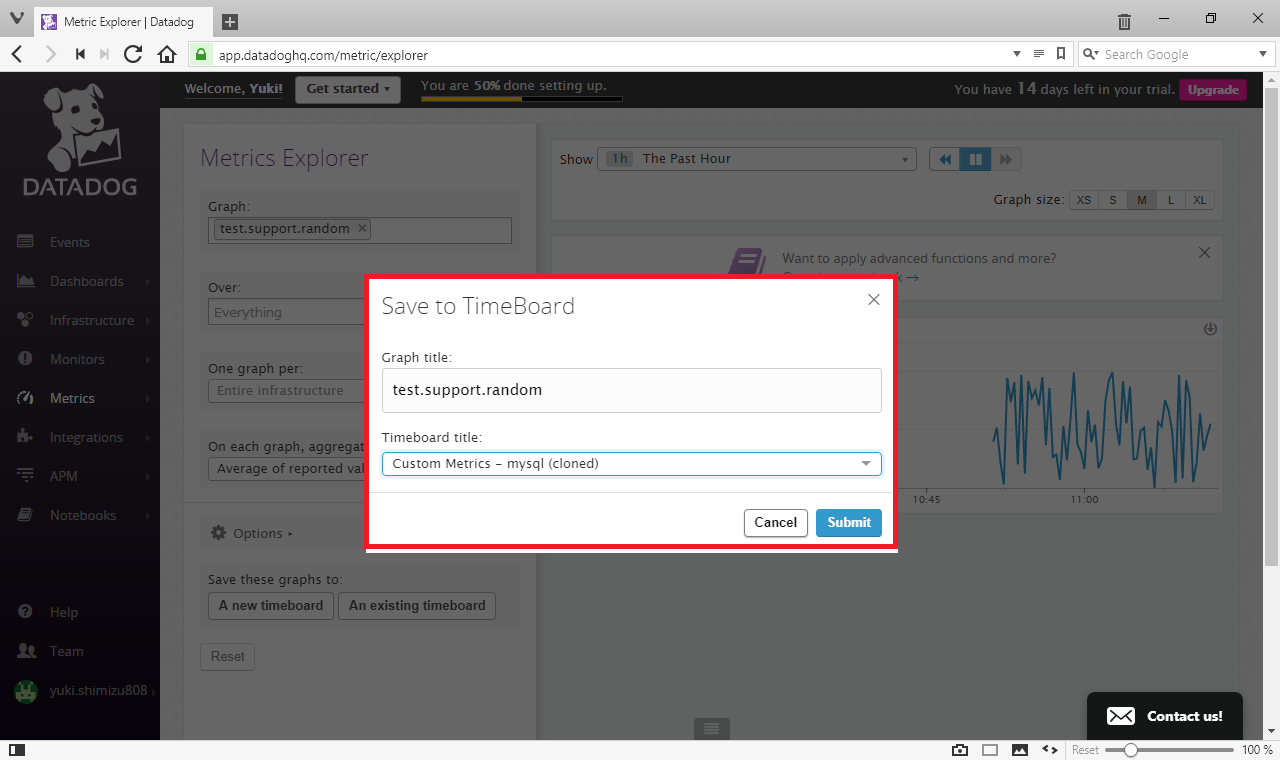 Metric Explorer | Datadog
app.datadoghq.com/metric/explorer
Search Google
DATADOG
Welcome, Yuki!
Get started
You are 50% done setting up.
You have 14 days left in your trial.
Upgrade
Events
Dashboards
Infrastructure
Monitors
Metrics
Integrations
APM
Notebooks
Help
Team
yuki.shimizu808
Metrics Explorer
Graph:
test.support.random
Over:
Everything
One graph per:
Entire infrastructure
On each graph, aggregat
Average of reported val
Options
Save these graphs to:
A new timeboard
An existing timeboard
Reset
Show
1h The Past Hour
Graph size:
XS S M L XL
Want to apply advanced functions and more?
10:45
11:00
Save to TimeBoard
Graph title:
test.support.random
Timeboard title:
Custom Metrics - mysql (cloned)
Cancel
Submit
Contact us!
Reset
100 %